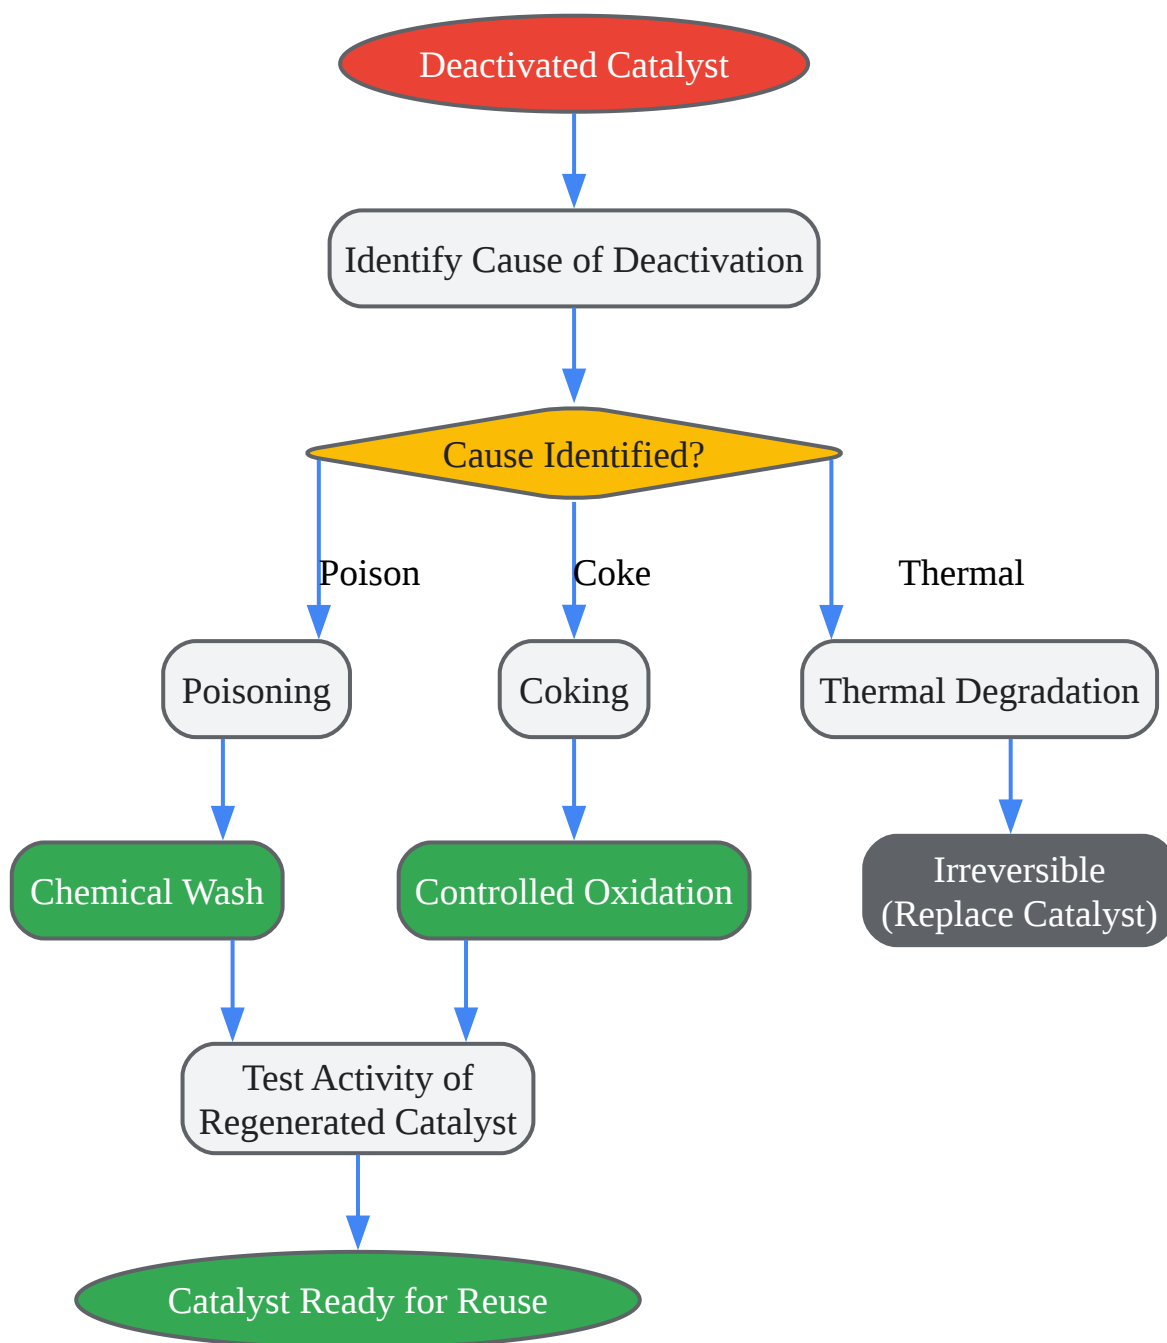 Deactivated Catalyst
Identify Cause of Deactivation
Cause Identified?
Poison
Coke
Thermal
Poisoning
Coking
Thermal Degradation
Chemical Wash
Controlled Oxidation
Irreversible
(Replace Catalyst)
Test Activity of
Regenerated Catalyst
Catalyst Ready for Reuse